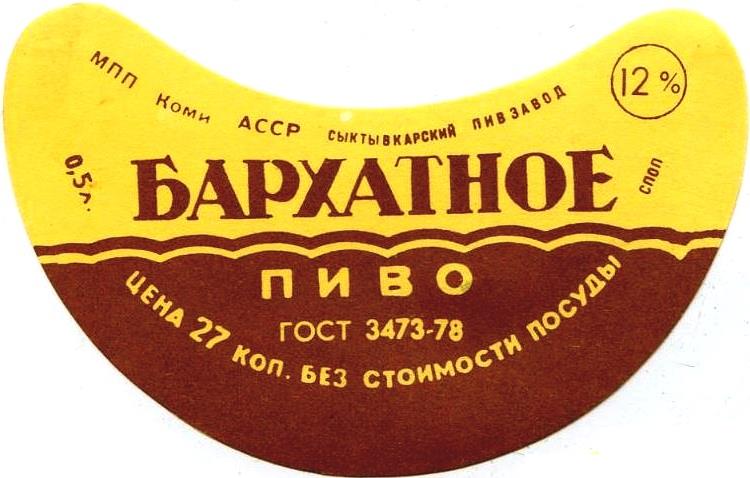 МПП Коми АССР СЫКТЫВКАРСКИЙ ПИВЗАВОД
12 %
0,5 л.
БАРХАТНОЕ
СПОП
ПИВО
ГОСТ 3473-78
ЦЕНА 27 КОП. БЕЗ СТОИМОСТИ ПОСУДЫ